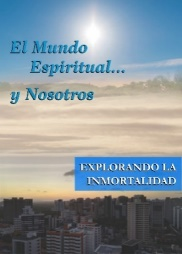 El Mundo
Espiritual...
y Nosotros
EXPLORANDO LA
INMORTALIDAD